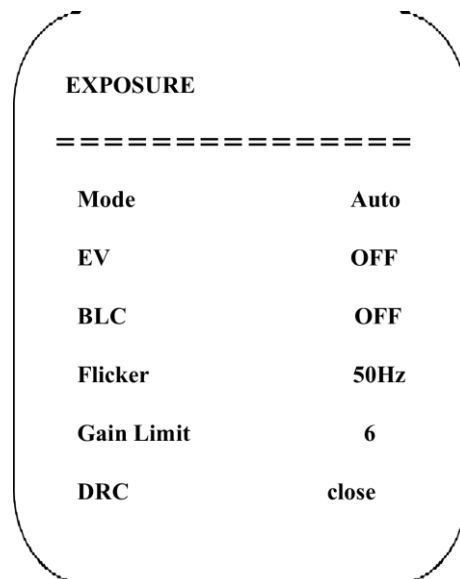 EXPOSURE
===============
Mode Auto
EV OFF
BLC OFF
Flicker 50Hz
Gain Limit 6
DRC close